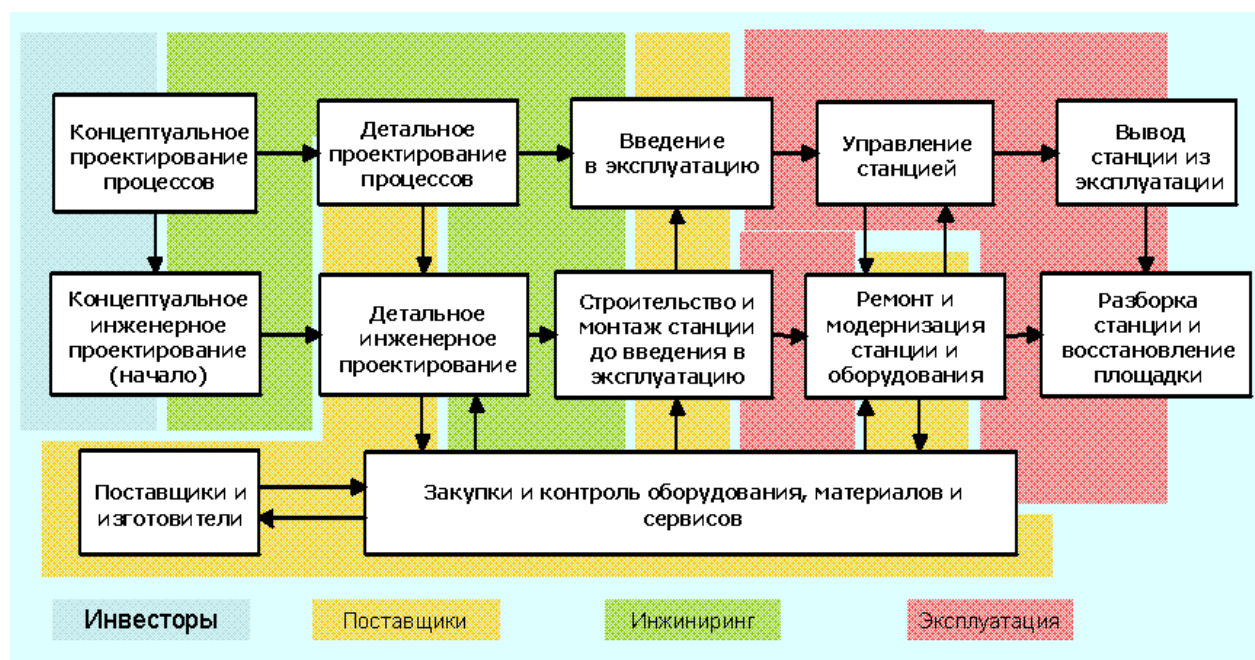 Концептуальное
проектирование
процессов
Детальное
проектирование
процессов
Введение
в эксплуатацию
Управление
станцией
Вывод
станции из
эксплуатации
Концептуальное
инженерное
проектирование
(начало)
Детальное
инженерное
проектирование
Строительство и
монтаж станции
до введения в
эксплуатацию
Ремонт и
модернизация
станции и
оборудования
Разборка
станции и
восстановление
площадки
Поставщики и
изготовители
Закупки и контроль оборудования, материалов и
сервисов
Инвесторы
Поставщики
Инжиниринг
Эксплуатация